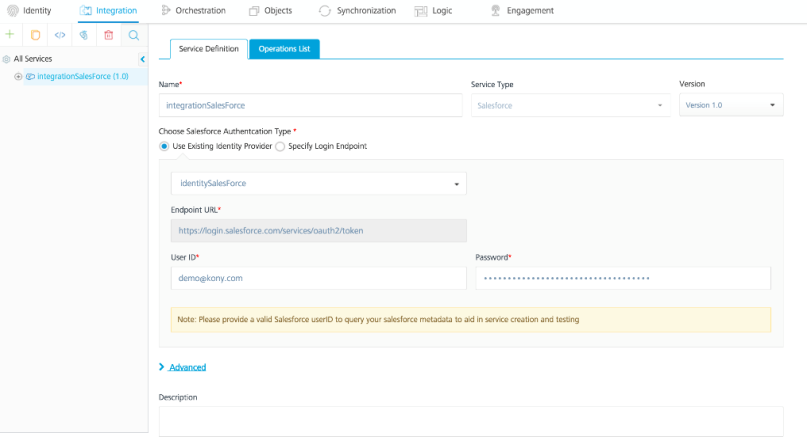 Identity Integration Orchestration Objects Synchronization Logic Engagement
All Services
integrationSalesForce (1.0)
Service Definition Operations List
Name* Service Type Version
integrationSalesForce Salesforce Version 1.0
Choose Salesforce Authentcation Type *
Use Existing Identity Provider Specify Login Endpoint
identitySalesForce
Endpoint URL*
https://login.salesforce.com/services/oauth2/token
User ID* Password*
demo@kony.com
Note: Please provide a valid Salesforce userID to query your salesforce metadata to aid in service creation and testing
Advanced
Description